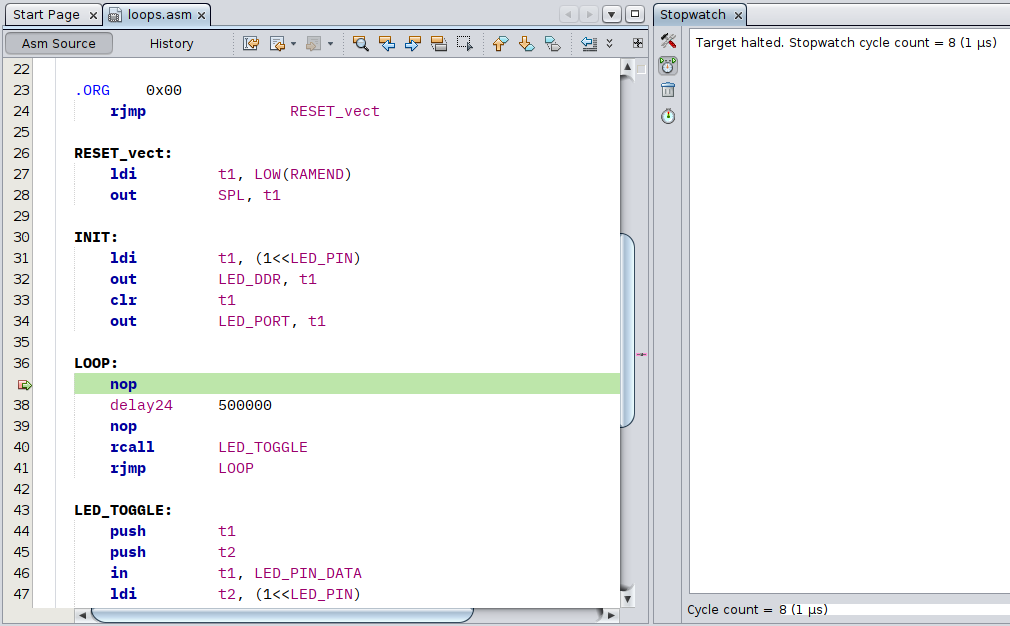 Start Page
loops.asm
Stopwatch
Asm Source History
22
23 .ORG 0x00
24 rjmp RESET_vect
25
26 RESET_vect:
27 ldi t1, LOW(RAMEND)
28 out SPL, t1
29
30 INIT:
31 ldi t1, (1<<LED_PIN)
32 out LED_DDR, t1
33 clr t1
34 out LED_PORT, t1
35
36 LOOP:
nop
38 delay24 500000
39 nop
40 rcall LED_TOGGLE
41 rjmp LOOP
42
43 LED_TOGGLE:
44 push t1
45 push t2
46 in t1, LED_PIN_DATA
47 ldi t2, (1<<LED_PIN)
Target halted. Stopwatch cycle count = 8 (1 µs)
Cycle count = 8 (1 µs)